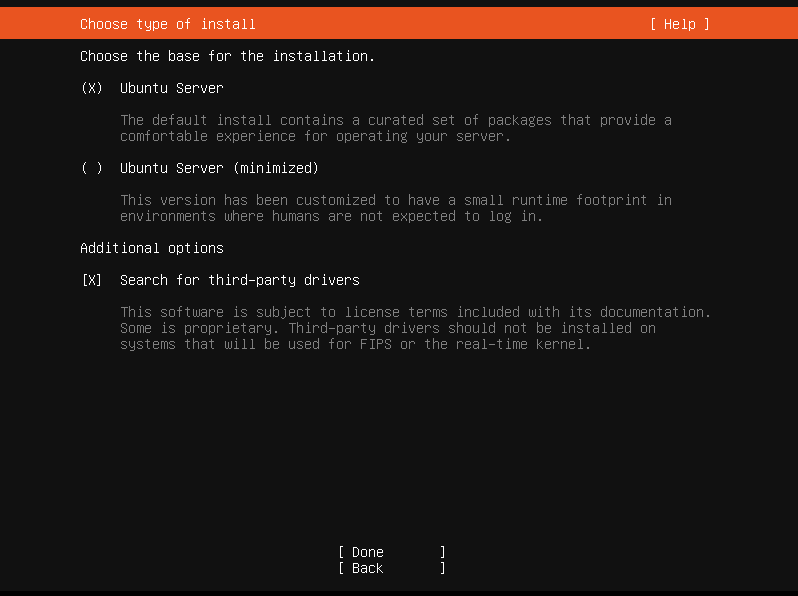 Choose type of install [ Help ]
Choose the base for the installation.
(X) Ubuntu Server
The default install contains a curated set of packages that provide a
comfortable experience for operating your server.
( ) Ubuntu Server (minimized)
This version has been customized to have a small runtime footprint in
environments where humans are not expected to log in.
Additional options
[X] Search for third-party drivers
This software is subject to license terms included with its documentation.
Some is proprietary. Third-party drivers should not be installed on
systems that will be used for FIPS or the real-time kernel.
[ Done ]
[ Back ]